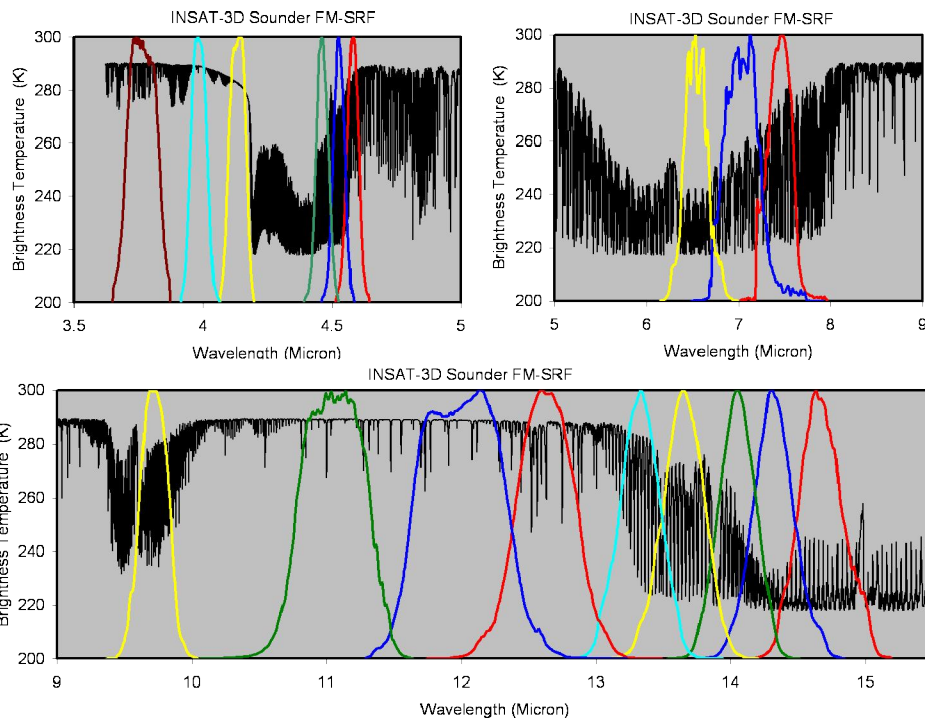 INSAT-3D Sounder FM-SRF
300
280
260
240
220
200
Brightness Temperature (K)
3.5 4 4.5 5
Wavelength (Micron)
INSAT-3D Sounder FM-SRF
300
280
260
240
220
200
Brightness Temperature (K)
5 6 7 8 9
Wavelength (Micron)
INSAT-3D Sounder FM-SRF
300
280
260
240
220
200
Brightness Temperature (K)
9 10 11 12 13 14 15
Wavelength (Micron)